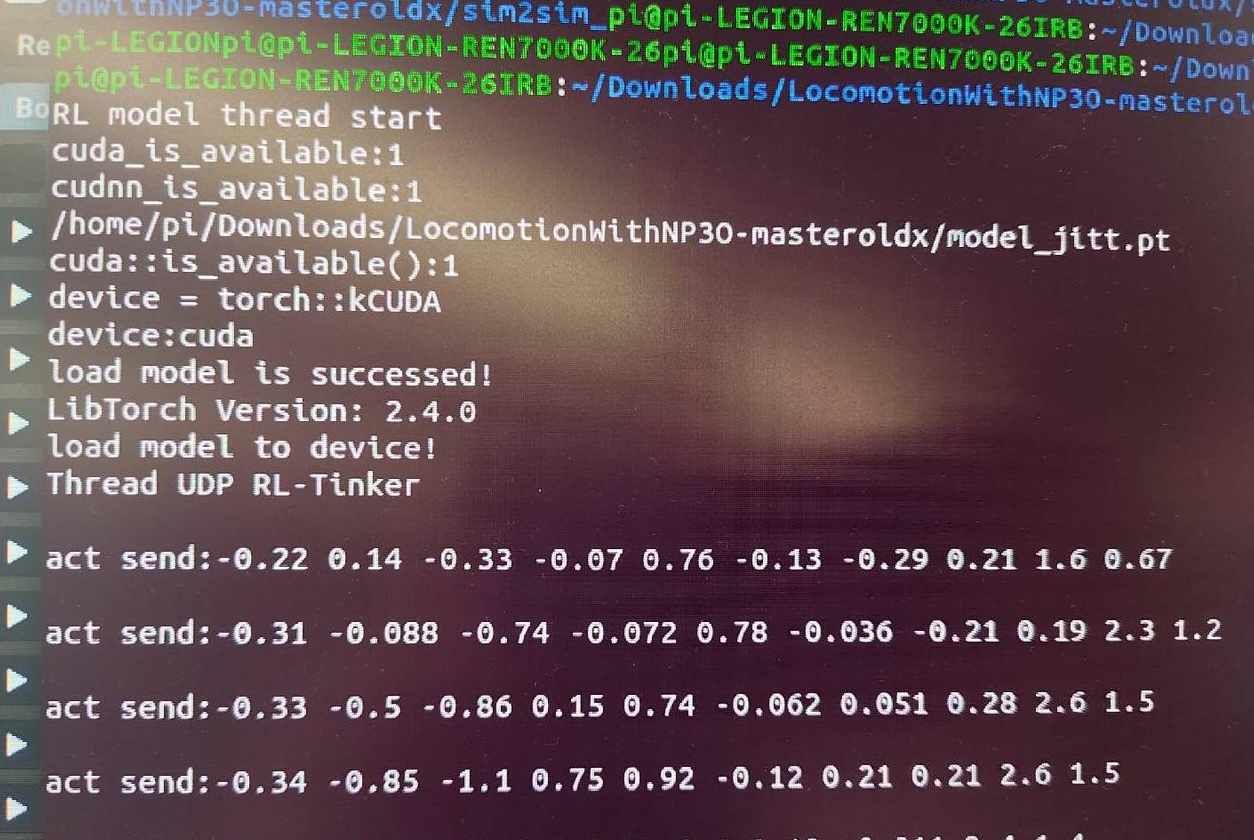 onWithNP30-masteroldx/sim2sim_pi@pi-LEGION-REN7000K-26IRB:~/Downloa
Re
pi-LEGIONpi@pi-LEGION-REN7000K-26pi@pi-LEGION-REN7000K-26IRB:~/Down
pi@pi-LEGION-REN7000K-26IRB:~/Downloads/LocomotionWithNP30-masterol
Bo
RL model thread start
cuda_is_available:1
cudnn_is_available:1
/home/pi/Downloads/LocomotionWithNP30-masteroldx/model_jitt.pt
cuda::is_available():1
device = torch::kCUDA
device:cuda
load model is successed!
LibTorch Version: 2.4.0
load model to device!
Thread UDP RL-Tinker
act send:-0.22 0.14 -0.33 -0.07 0.76 -0.13 -0.29 0.21 1.6 0.67
act send:-0.31 -0.088 -0.74 -0.072 0.78 -0.036 -0.21 0.19 2.3 1.2
act send:-0.33 -0.5 -0.86 0.15 0.74 -0.062 0.051 0.28 2.6 1.5
act send:-0.34 -0.85 -1.1 0.75 0.92 -0.12 0.21 0.21 2.6 1.5